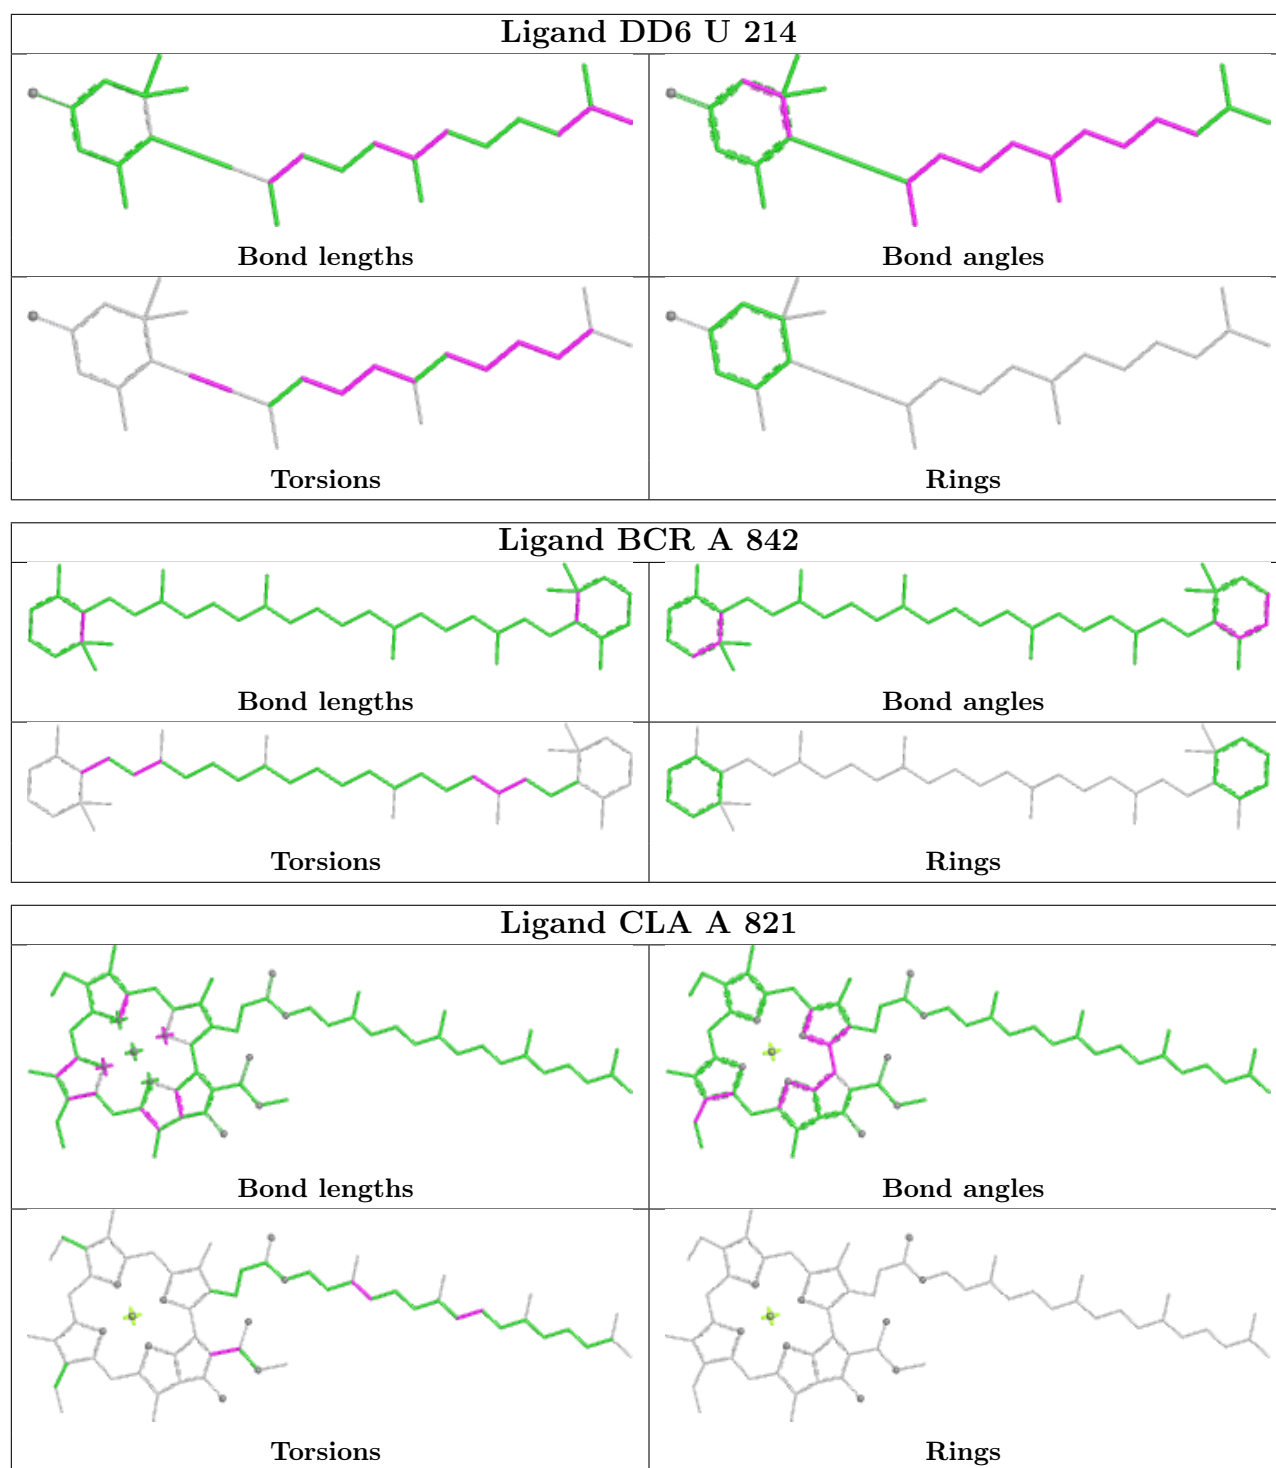 Ligand DD6 U 214
Bond lengths
Bond angles
Torsions
Rings
Ligand BCR A 842
Bond lengths
Bond angles
Torsions
Rings
Ligand CLA A 821
Bond lengths
Bond angles
Torsions
Rings